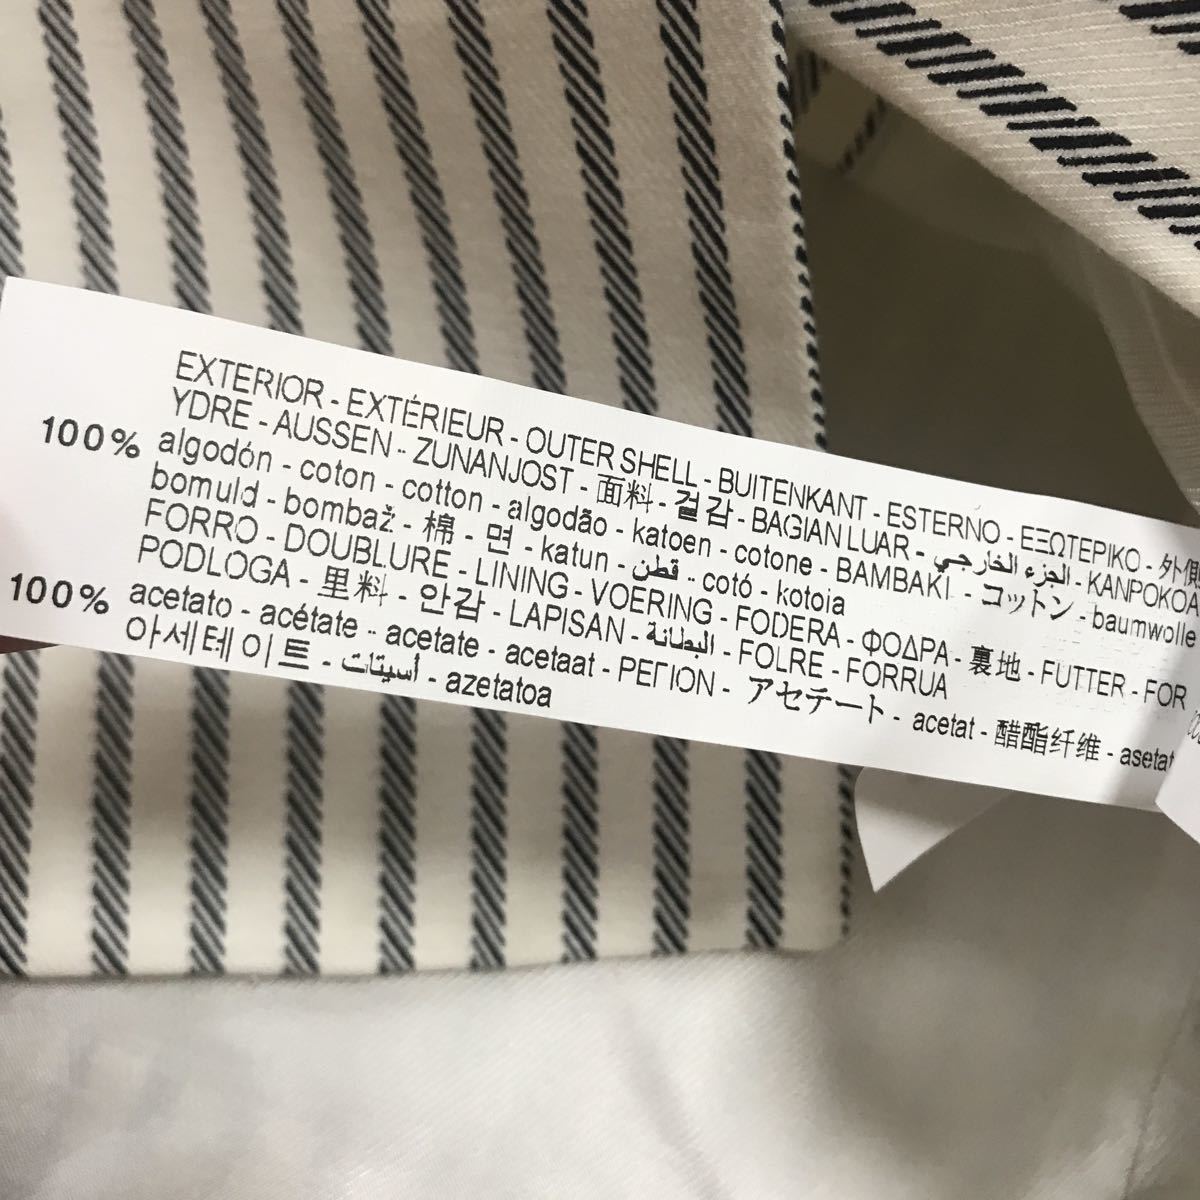 EXTERIOR - EXTÉRIEUR - OUTER SHELL - BUITENKANT - ESTERNO - ΕΞΩΤΕΡΙΚΟ - 外側
YDRE - AUSSEN - ZUNANJOST - 面料 - 겉감 - BAGIAN LUAR - الجزء الخارجي - KANPOKOA
100% algodón - coton - cotton - algodão - katoen - cotone - BAMBAKI - コットン - baumwolle
bomuld - bombaž - 棉 - 면 - katun - قطن - cotó - kotoia
FORRO - DOUBLURE - LINING - VOERING - FODERA - ΦΟΔΡΑ - 裏地 - FUTTER - FOR
PODLOGA - 里料 - 안감 - LAPISAN - البطانة - FOLRE - FORRUA
100% acetato - acétate - acetate - acetaat - ΡΕΓΙΟΝ - アセテート - acetat - 醋酯纤维 - asetat
아세테이트 - أسيتات - azetatoa